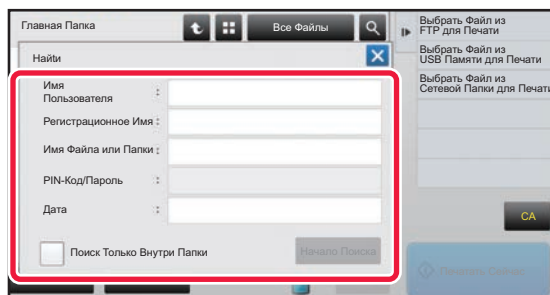 Главная Папка
Все Файлы
Выбрать Файл из
FTP для Печати
Найти
Выбрать Файл из
USB Памяти для Печати
Имя
Пользователя :
Выбрать Файл из
Сетевой Папки для Печати
Регистрационное Имя :
Имя Файла или Папки :
PIN-Код/Пароль :
Дата :
CA
Поиск Только Внутри Папки
Начало Поиска
Печатать Сейчас